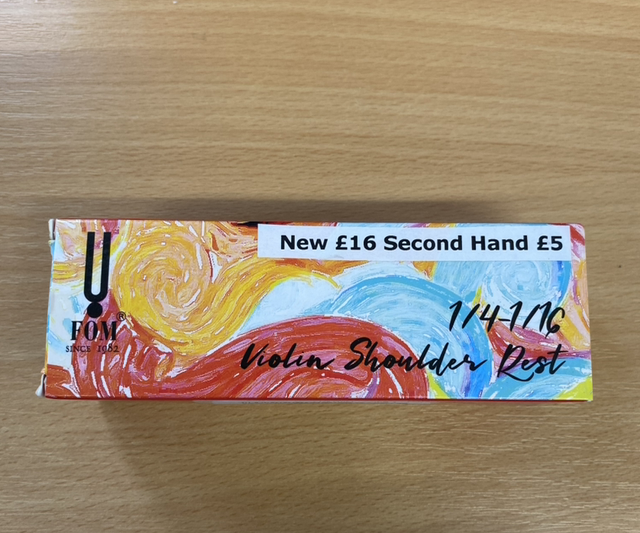 New £16 Second Hand £5
FOM®
SINCE 1982
1/4-1/16
Violin Shoulder Rest